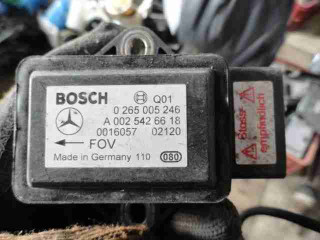 BOSCH Q01
0 265 005 246
A 002 542 66 18
0016057 02120
FOV
Made in Germany 110 080
Stoss
empfindlich